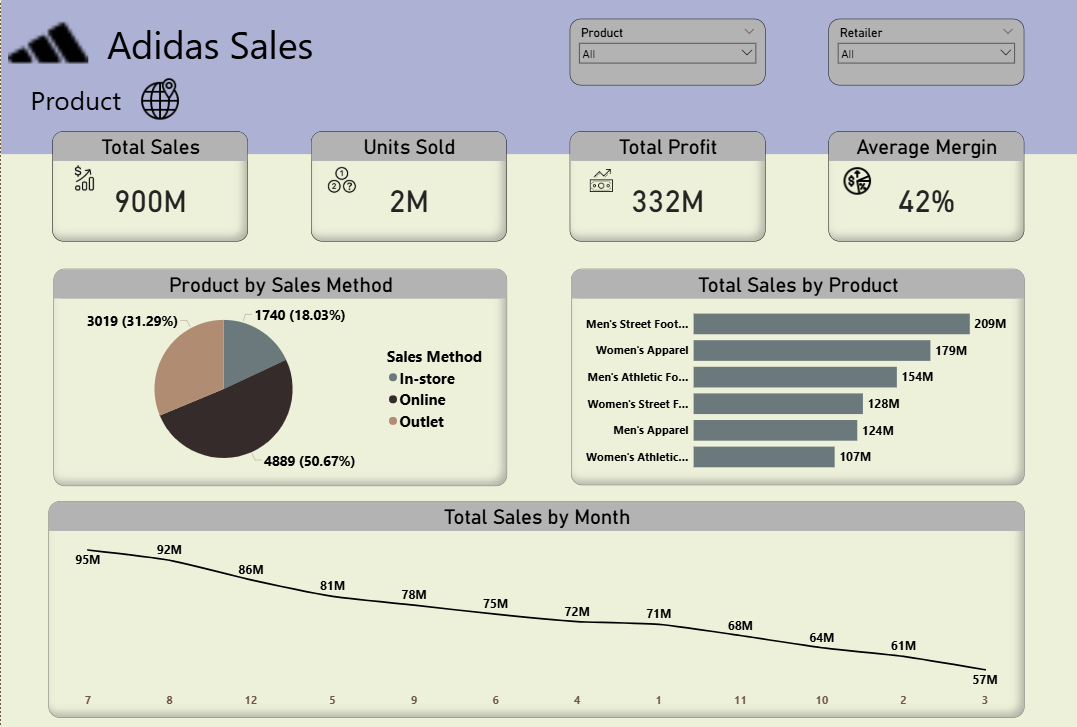 Adidas Sales
Product
Product
All
Retailer
All
Total Sales
900M
Units Sold
2M
Total Profit
332M
Average Mergin
42%
Product by Sales Method
3019 (31.29%)
1740 (18.03%)
4889 (50.67%)
Sales Method
In-store
Online
Outlet
Total Sales by Product
Men's Street Foot... 209M
Women's Apparel 179M
Men's Athletic Fo... 154M
Women's Street F... 128M
Men's Apparel 124M
Women's Athletic... 107M
Total Sales by Month
95M 92M 86M 81M 78M 75M 72M 71M 68M 64M 61M 57M
7 8 12 5 9 6 4 1 11 10 2 3